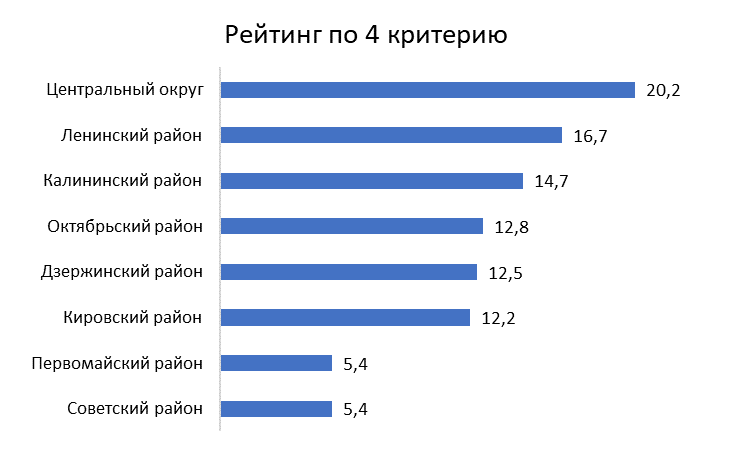 Рейтинг по 4 критерию
Центральный округ 20,2
Ленинский район 16,7
Калининский район 14,7
Октябрьский район 12,8
Дзержинский район 12,5
Кировский район 12,2
Первомайский район 5,4
Советский район 5,4